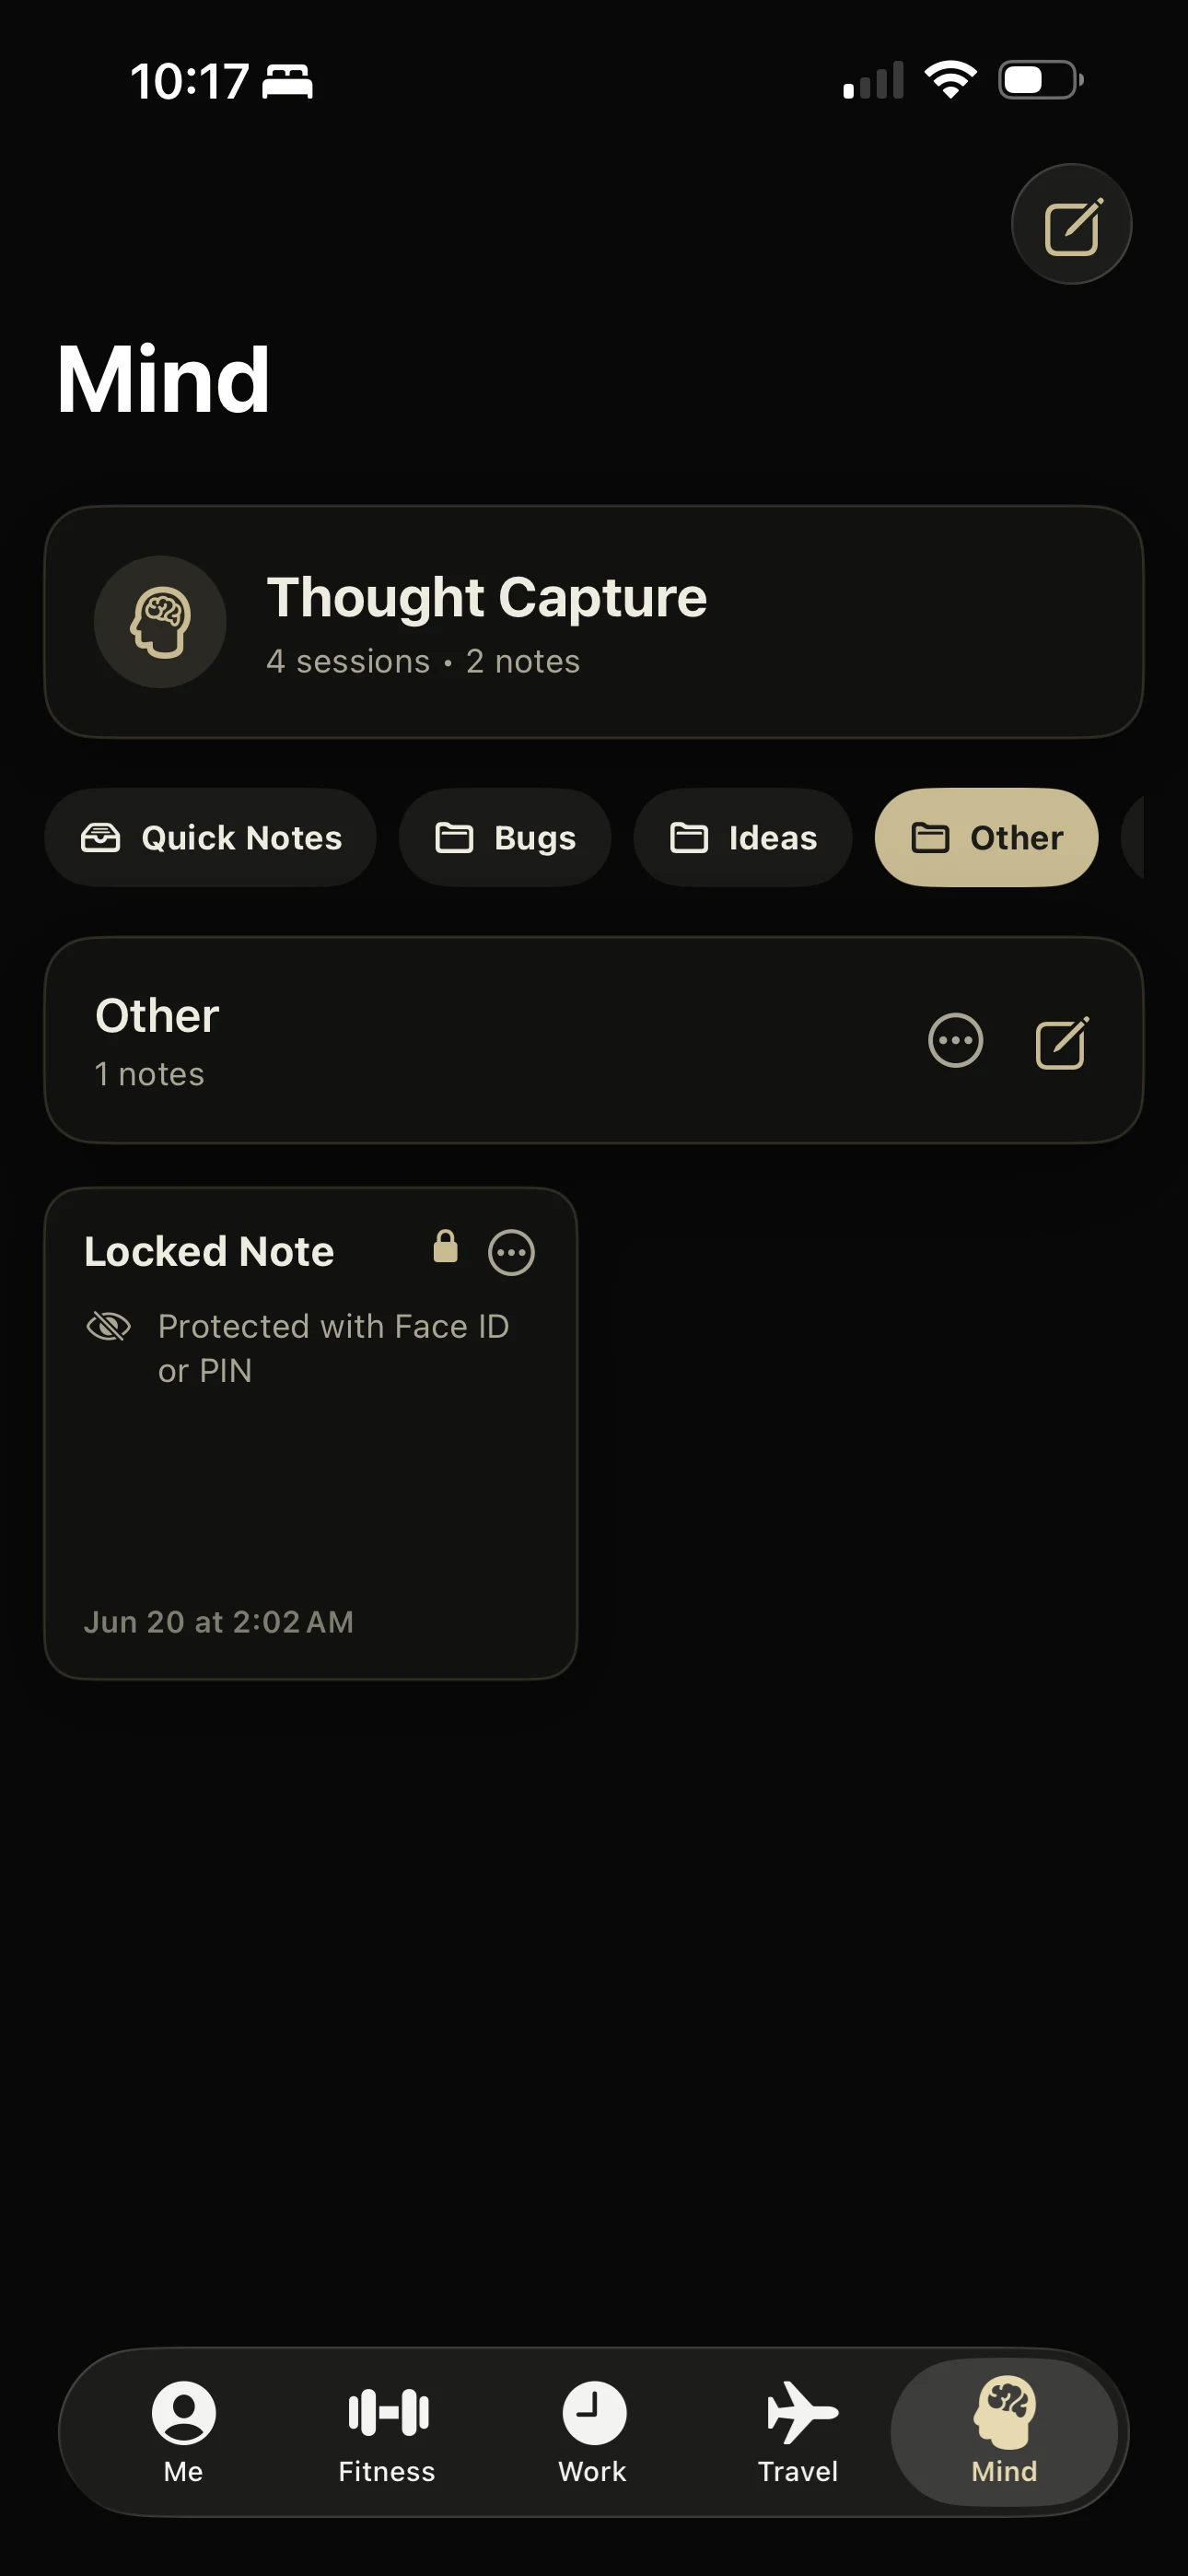 10:17
Mind
Thought Capture
4 sessions • 2 notes
Quick Notes
Bugs
Ideas
Other
Other
1 notes
Locked Note
Protected with Face ID
or PIN
Jun 20 at 2:02 AM
Me
Fitness
Work
Travel
Mind